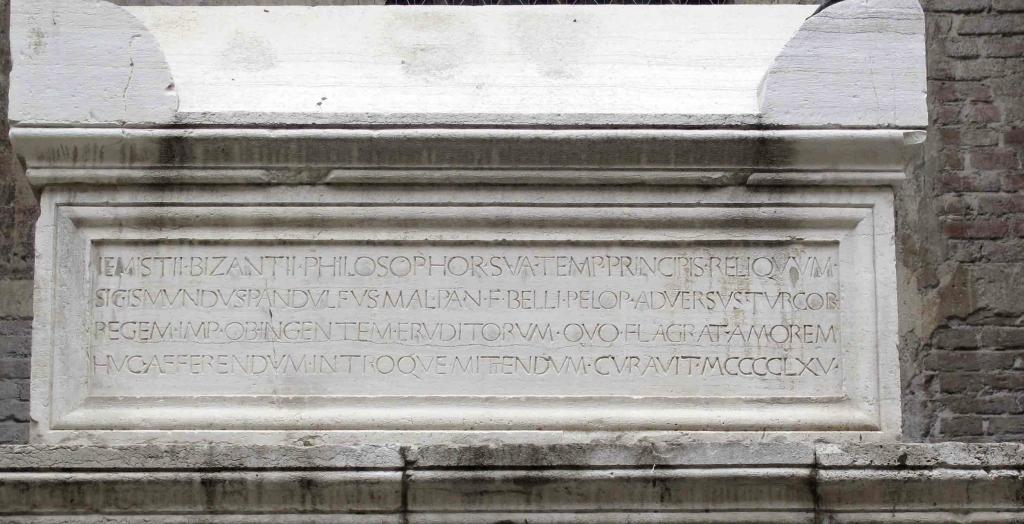 IEMISTII·BIZANTII·PHILOSOPHOR·SVA·TEMP·PRINCIPIS·RELIQVVM·
SIGISMVNDVS·PANDVLFVS·MAL·PAN·F·BELLI·PELOP·ADVERSVS·TVRCOR
REGEM·IMP·OB·INGENTEM·ERVDITORVM·QVO·FLAGRAT·AMOREM
HVC·AFFERENDVM·INTROQVE·MITTENDVM·CVRAVIT·MCCCCLXV·